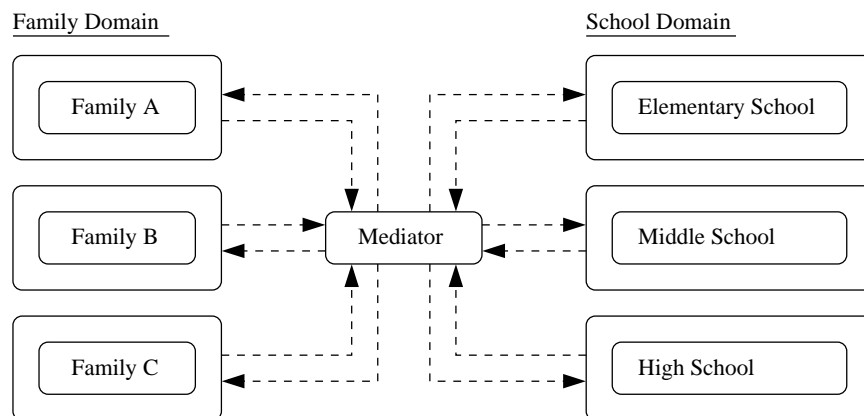 Family Domain
School Domain
Family A
Elementary School
Family B
Mediator
Middle School
Family C
High School